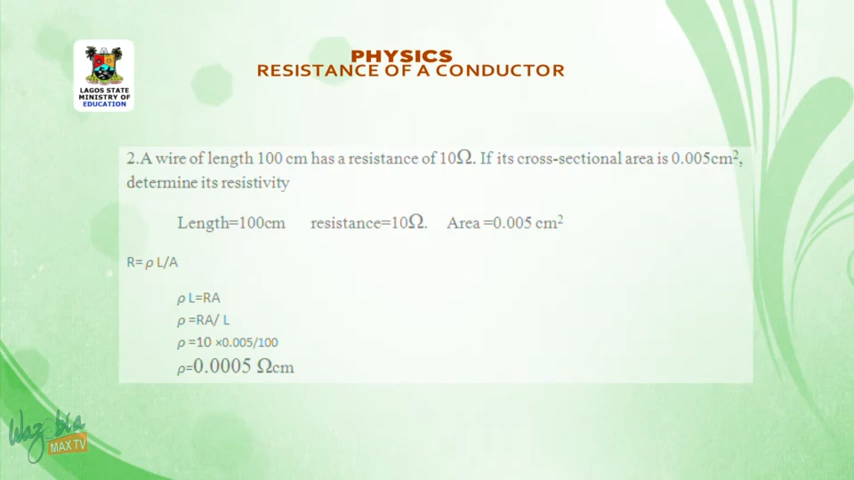 PHYSICS
RESISTANCE OF A CONDUCTOR
LAGOS STATE
MINISTRY OF
EDUCATION
2.A wire of length 100 cm has a resistance of 10Ω. If its cross-sectional area is 0.005cm²,
determine its resistivity
Length=100cm resistance=10Ω. Area =0.005 cm²
R= ρ L/A
ρ L=RA
ρ =RA/ L
ρ =10 ×0.005/100
ρ=0.0005 Ωcm
Wazobia
MAX TV